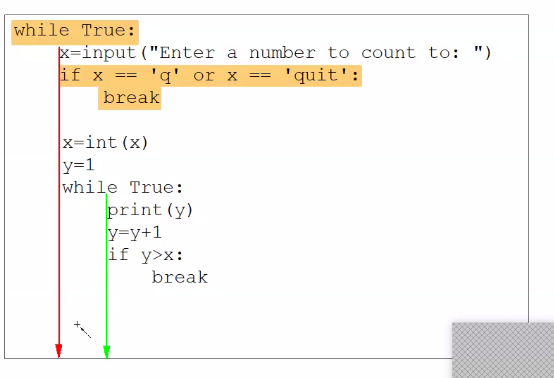 while True:
x=input("Enter a number to count to: ")
if x == 'q' or x == 'quit':
break
x=int(x)
y=1
while True:
print(y)
y=y+1
if y>x:
break